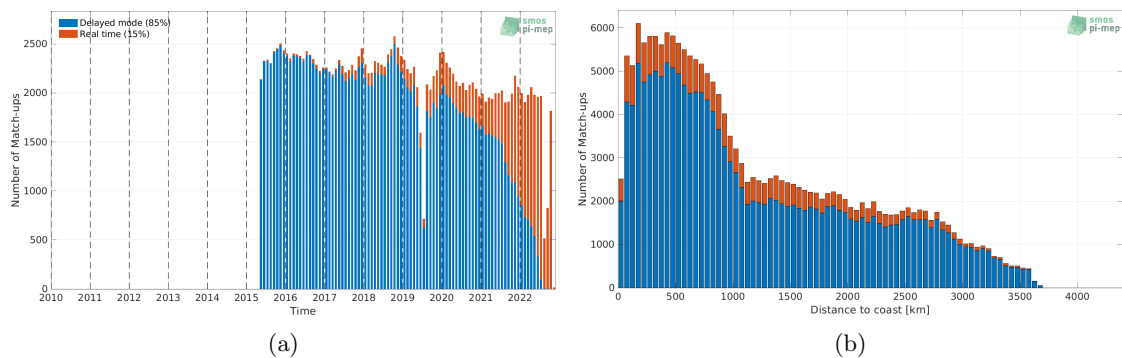 Delayed mode (85%)
Real time (15%)
smos
pi-mep
Number of Match-ups
2500
2000
1500
1000
500
0
2010 2011 2012 2013 2014 2015 2016 2017 2018 2019 2020 2021 2022
Time
(a)
smos
pi-mep
Number of Match-ups
6000
5000
4000
3000
2000
1000
0
0 500 1000 1500 2000 2500 3000 3500 4000
Distance to coast [km]
(b)